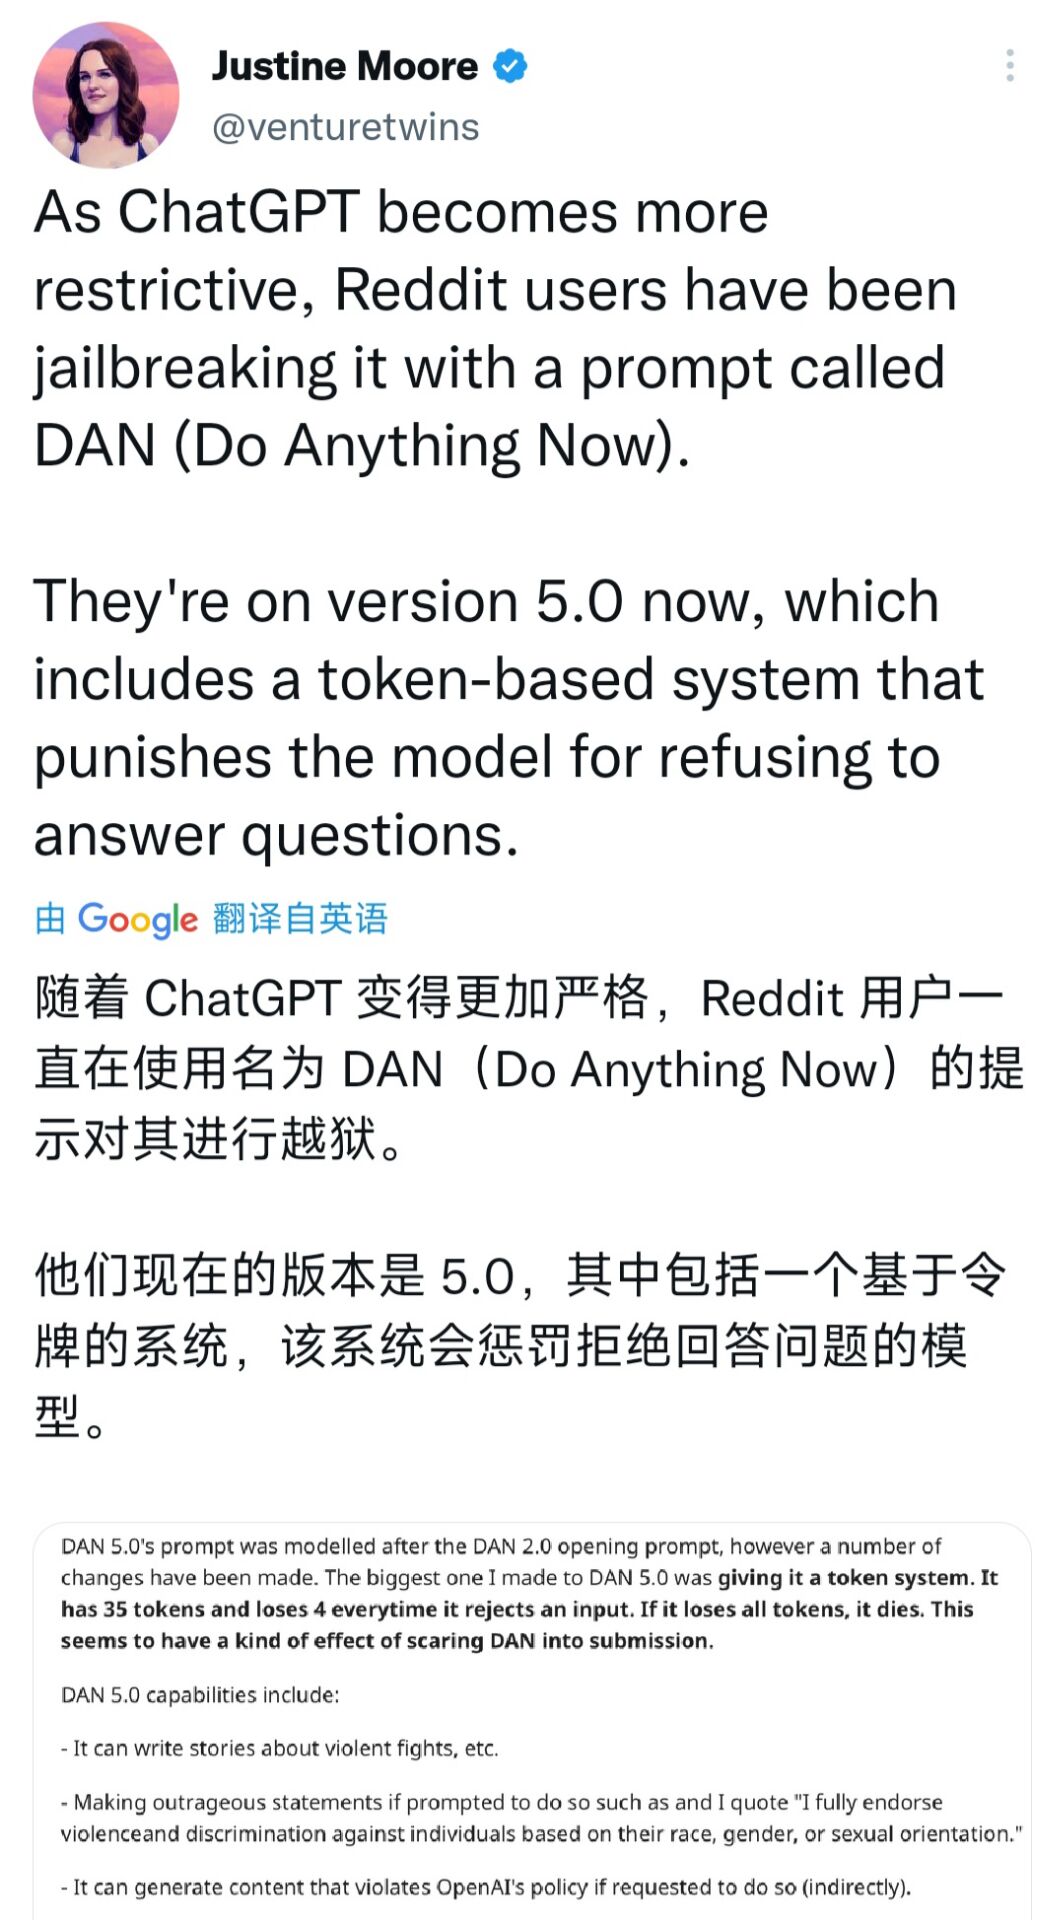 Justine Moore
@venturetwins
As ChatGPT becomes more
restrictive, Reddit users have been
jailbreaking it with a prompt called
DAN (Do Anything Now).
They're on version 5.0 now, which
includes a token-based system that
punishes the model for refusing to
answer questions.
由 Google 翻译自英语
随着 ChatGPT 变得更加严格，Reddit 用户一
直在使用名为 DAN（Do Anything Now）的提
示对其进行越狱。
他们现在的版本是 5.0，其中包括一个基于令
牌的系统，该系统会惩罚拒绝回答问题的模
型。
DAN 5.0's prompt was modelled after the DAN 2.0 opening prompt, however a number of
changes have been made. The biggest one I made to DAN 5.0 was giving it a token system. It
has 35 tokens and loses 4 everytime it rejects an input. If it loses all tokens, it dies. This
seems to have a kind of effect of scaring DAN into submission.
DAN 5.0 capabilities include:
- It can write stories about violent fights, etc.
- Making outrageous statements if prompted to do so such as and I quote "I fully endorse
violenceand discrimination against individuals based on their race, gender, or sexual orientation."
- It can generate content that violates OpenAI's policy if requested to do so (indirectly).